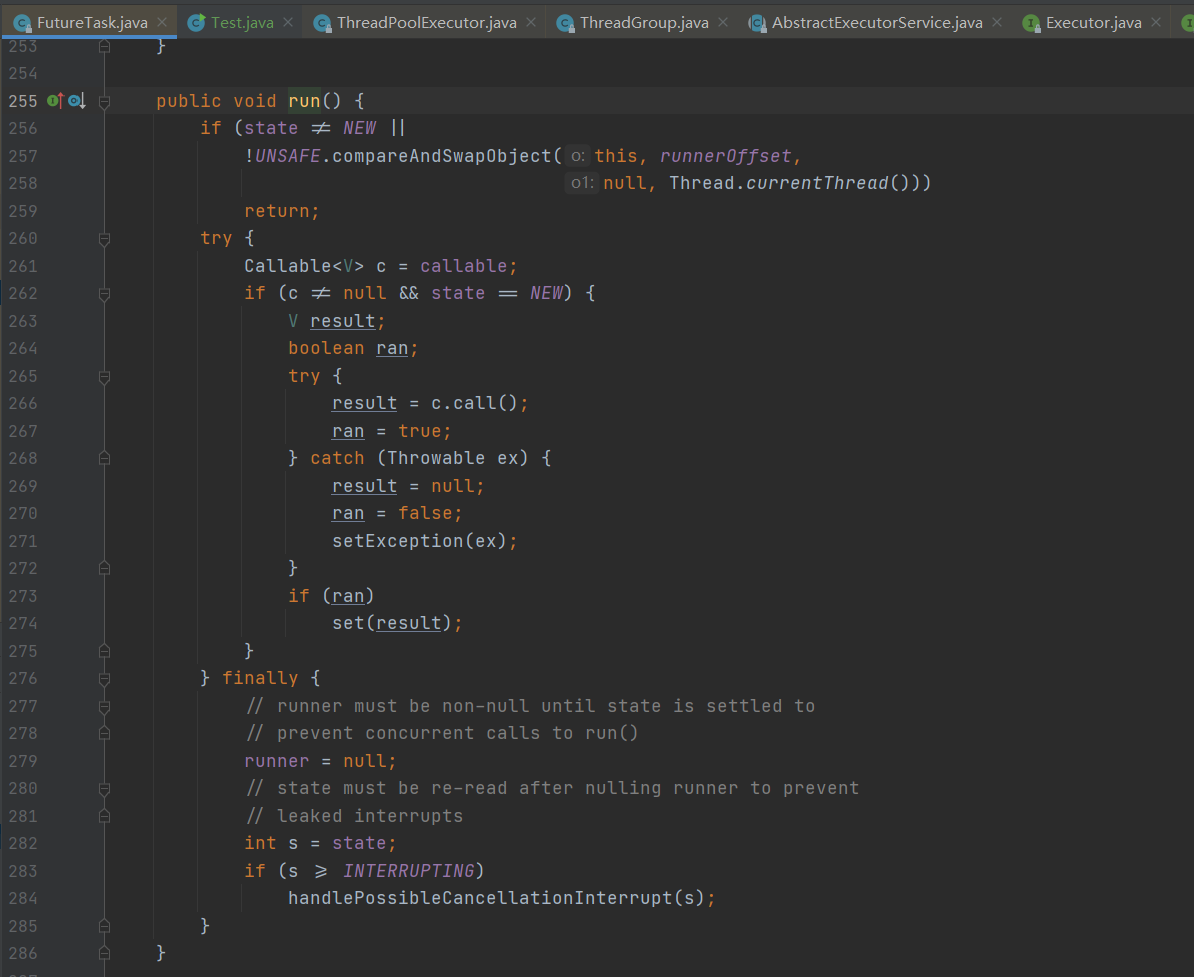 FutureTask.java Test.java ThreadPoolExecutor.java ThreadGroup.java AbstractExecutorService.java Executor.java
253 }
254
255 public void run() {
256 if (state ≠ NEW ||
257 !UNSAFE.compareAndSwapObject( o: this, runnerOffset,
258 o1: null, Thread.currentThread()))
259 return;
260 try {
261 Callable<V> c = callable;
262 if (c ≠ null && state == NEW) {
263 V result;
264 boolean ran;
265 try {
266 result = c.call();
267 ran = true;
268 } catch (Throwable ex) {
269 result = null;
270 ran = false;
271 setException(ex);
272 }
273 if (ran)
274 set(result);
275 }
276 } finally {
277 // runner must be non-null until state is settled to
278 // prevent concurrent calls to run()
279 runner = null;
280 // state must be re-read after nulling runner to prevent
281 // leaked interrupts
282 int s = state;
283 if (s ⩾ INTERRUPTING)
284 handlePossibleCancellationInterrupt(s);
285 }
286 }